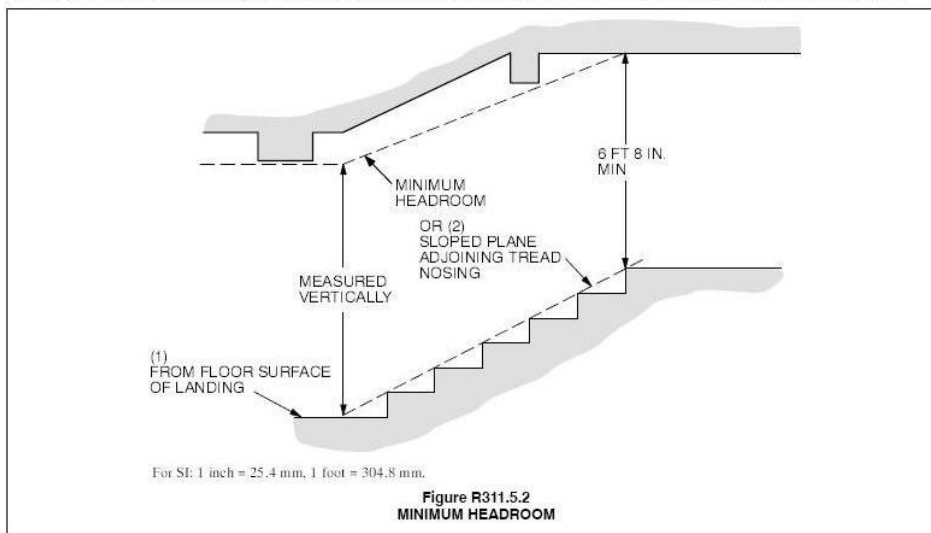 6 FT 8 IN.
MIN
MINIMUM
HEADROOM
OR (2)
SLOPED PLANE
ADJOINING TREAD
NOSING
MEASURED
VERTICALLY
(1)
FROM FLOOR SURFACE
OF LANDING
For SI: 1 inch = 25.4 mm, 1 foot = 304.8 mm.
Figure R311.5.2
MINIMUM HEADROOM